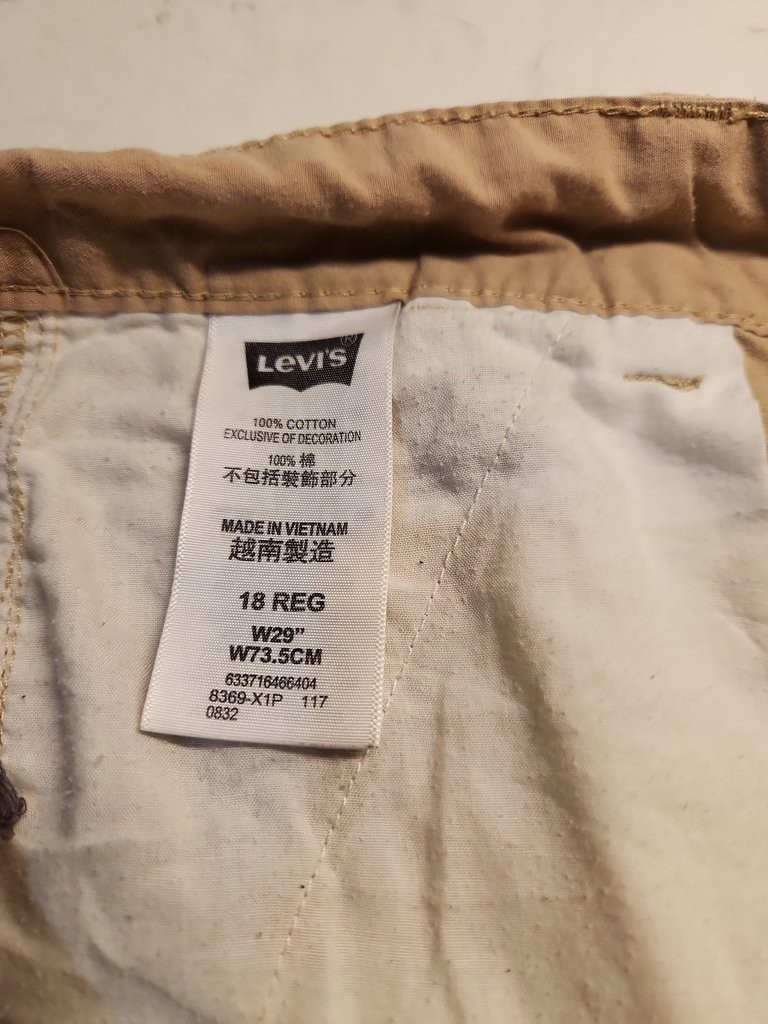 LEVI'S
®
100% COTTON
EXCLUSIVE OF DECORATION
100% 棉
不包括裝飾部分
MADE IN VIETNAM
越南製造
18 REG
W29”
W73.5CM
633716466404
8369-X1P 117
0832